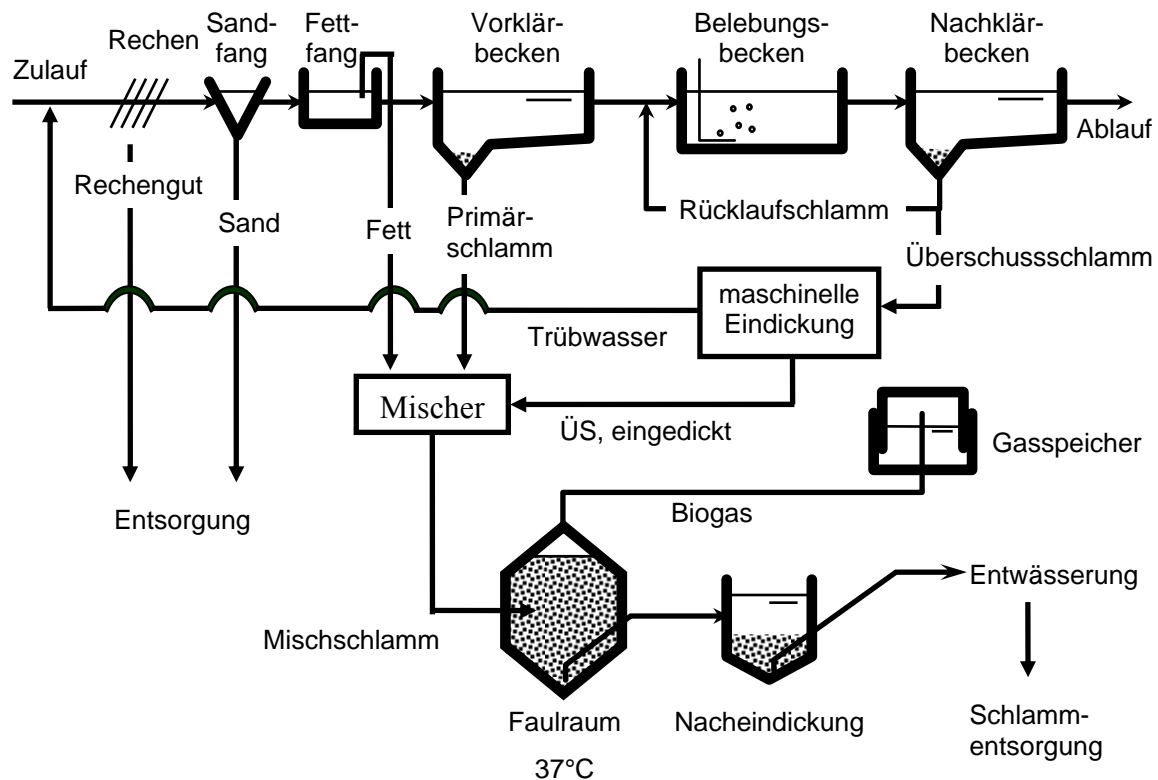 Zulauf
Rechen
Sand-
fang
Fett-
fang
Vorklär-
becken
Belebungs-
becken
Nachklär-
becken
Ablauf
Rechengut
Sand
Fett
Primär-
schlamm
Rücklaufschlamm
Überschussschlamm
maschinelle
Eindickung
Trübwasser
Mischer
ÜS, eingedickt
Gasspeicher
Entsorgung
Biogas
Mischschlamm
Entwässerung
Faulraum
37°C
Nacheindickung
Schlamm-
entsorgung